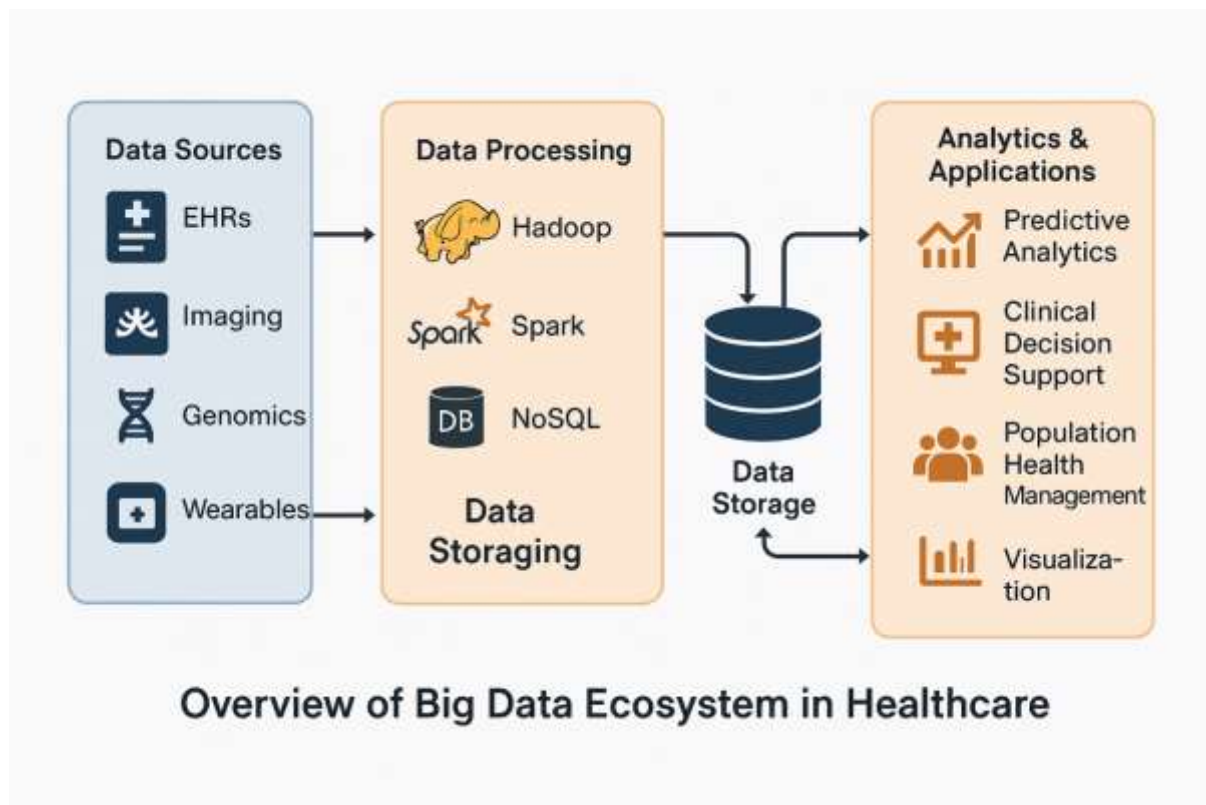 Data Sources
EHRs
Imaging
Genomics
Wearables
Data Processing
Hadoop
Spark
Spark
DB
NoSQL
Data
Storaging
Data
Storage
Analytics &
Applications
Predictive
Analytics
Clinical
Decision
Support
Population
Health
Management
Visualiza-
tion
Overview of Big Data Ecosystem in Healthcare